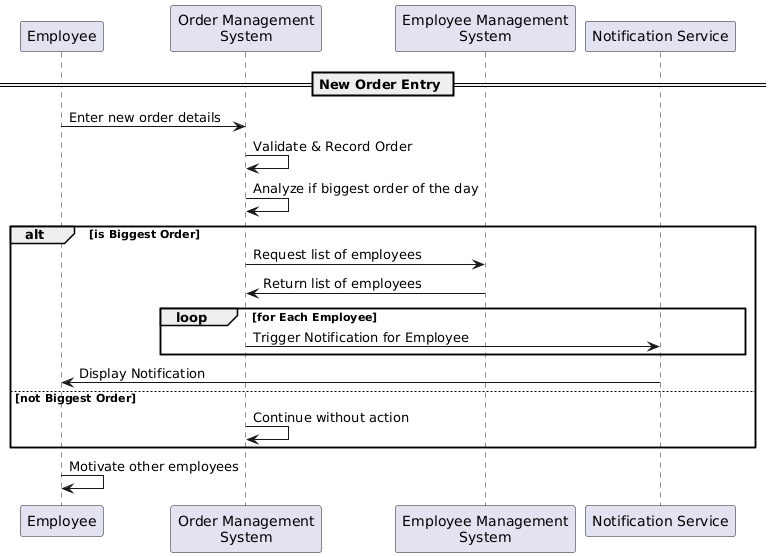 Employee
Order Management
System
Employee Management
System
Notification Service
New Order Entry
Enter new order details
Validate & Record Order
Analyze if biggest order of the day
alt [is Biggest Order]
Request list of employees
Return list of employees
loop [for Each Employee]
Trigger Notification for Employee
Display Notification
[not Biggest Order]
Continue without action
Motivate other employees
Employee
Order Management
System
Employee Management
System
Notification Service